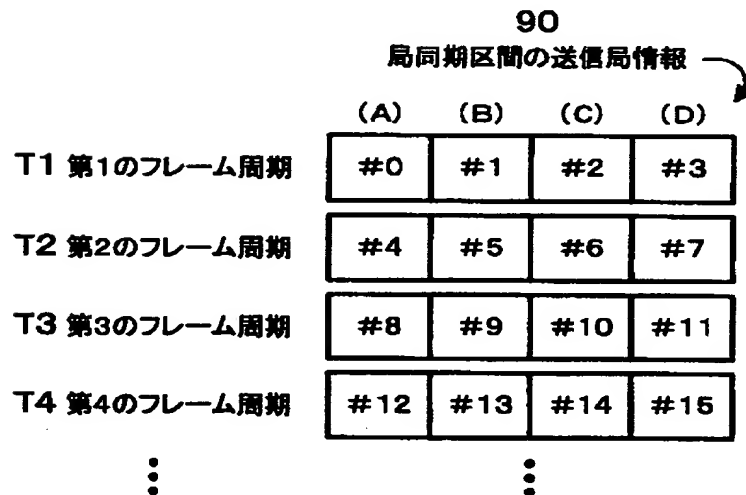 90
局同期区間の送信局情報
(A) (B) (C) (D)
T1 第1のフレーム周期 #0 #1 #2 #3
T2 第2のフレーム周期 #4 #5 #6 #7
T3 第3のフレーム周期 #8 #9 #10 #11
T4 第4のフレーム周期 #12 #13 #14 #15